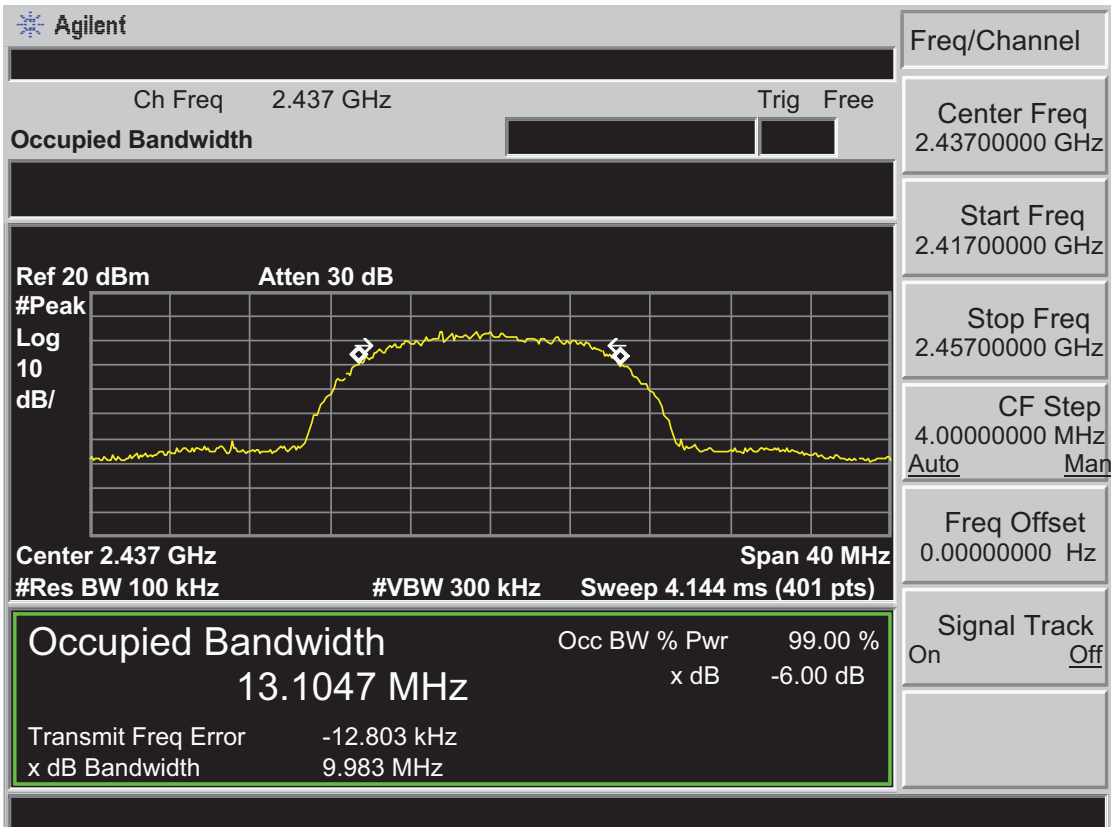 Agilent
Freq/Channel
Ch Freq 2.437 GHz Trig Free
Occupied Bandwidth
Center Freq
2.43700000 GHz
Start Freq
2.41700000 GHz
Stop Freq
2.45700000 GHz
CF Step
4.00000000 MHz
Auto Man
Freq Offset
0.00000000 Hz
Signal Track
On Off
Ref 20 dBm Atten 30 dB
#Peak
Log
10
dB/
Center 2.437 GHz Span 40 MHz
#Res BW 100 kHz #VBW 300 kHz Sweep 4.144 ms (401 pts)
Occupied Bandwidth Occ BW % Pwr 99.00 %
13.1047 MHz x dB -6.00 dB
Transmit Freq Error -12.803 kHz
x dB Bandwidth 9.983 MHz